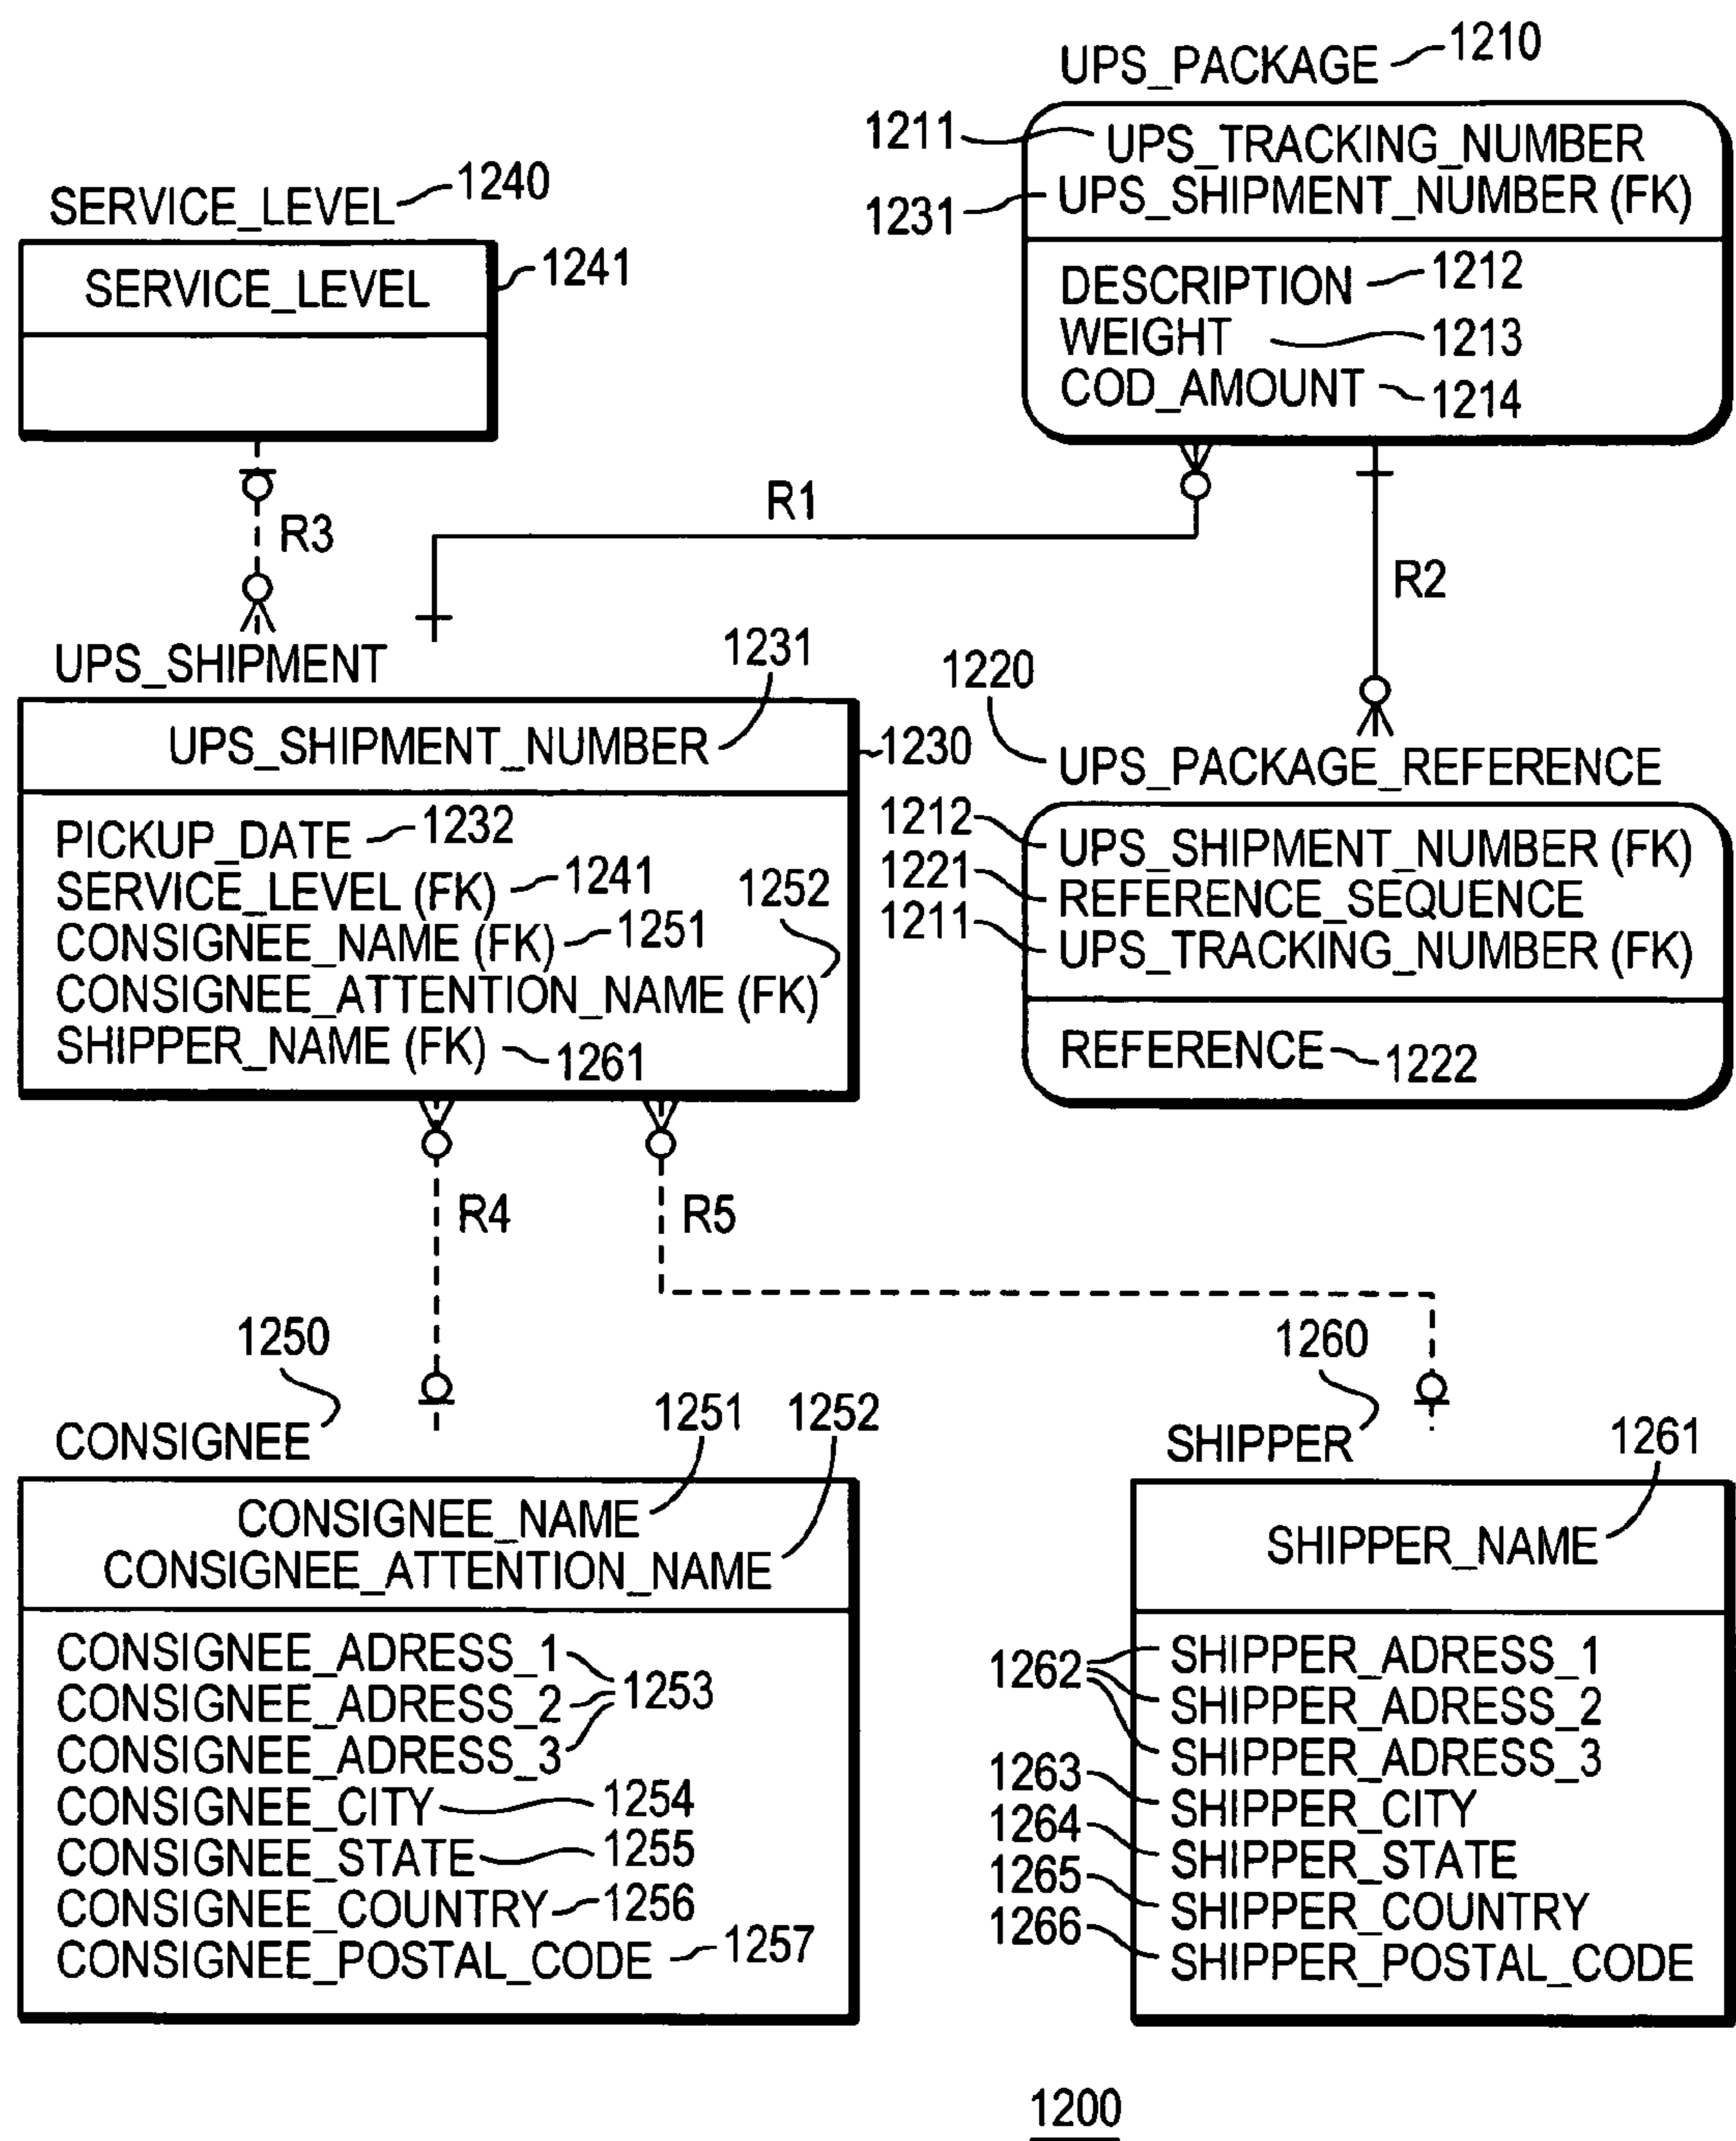 UPS_PACKAGE 1210
1211 UPS_TRACKING_NUMBER
1231 UPS_SHIPMENT_NUMBER (FK)
DESCRIPTION 1212
WEIGHT 1213
COD_AMOUNT 1214
SERVICE_LEVEL 1240
SERVICE_LEVEL 1241
R3
R1
R2
UPS_SHIPMENT 1231
UPS_SHIPMENT_NUMBER 1230
PICKUP_DATE 1232
SERVICE_LEVEL (FK) 1241
1252
CONSIGNEE_NAME (FK) 1251
CONSIGNEE_ATTENTION_NAME (FK)
SHIPPER_NAME (FK) 1261
1220
UPS_PACKAGE_REFERENCE
1212 UPS_SHIPMENT_NUMBER (FK)
1221 REFERENCE_SEQUENCE
1211 UPS_TRACKING_NUMBER (FK)
REFERENCE 1222
R4
R5
1250
CONSIGNEE
1251 1252
CONSIGNEE_NAME
CONSIGNEE_ATTENTION_NAME
CONSIGNEE_ADRESS_1
CONSIGNEE_ADRESS_2 1253
CONSIGNEE_ADRESS_3
CONSIGNEE_CITY 1254
CONSIGNEE_STATE 1255
CONSIGNEE_COUNTRY 1256
CONSIGNEE_POSTAL_CODE 1257
1260
SHIPPER 1261
SHIPPER_NAME
1262 SHIPPER_ADRESS_1
SHIPPER_ADRESS_2
SHIPPER_ADRESS_3
1263 SHIPPER_CITY
1264 SHIPPER_STATE
1265 SHIPPER_COUNTRY
1266 SHIPPER_POSTAL_CODE
1200